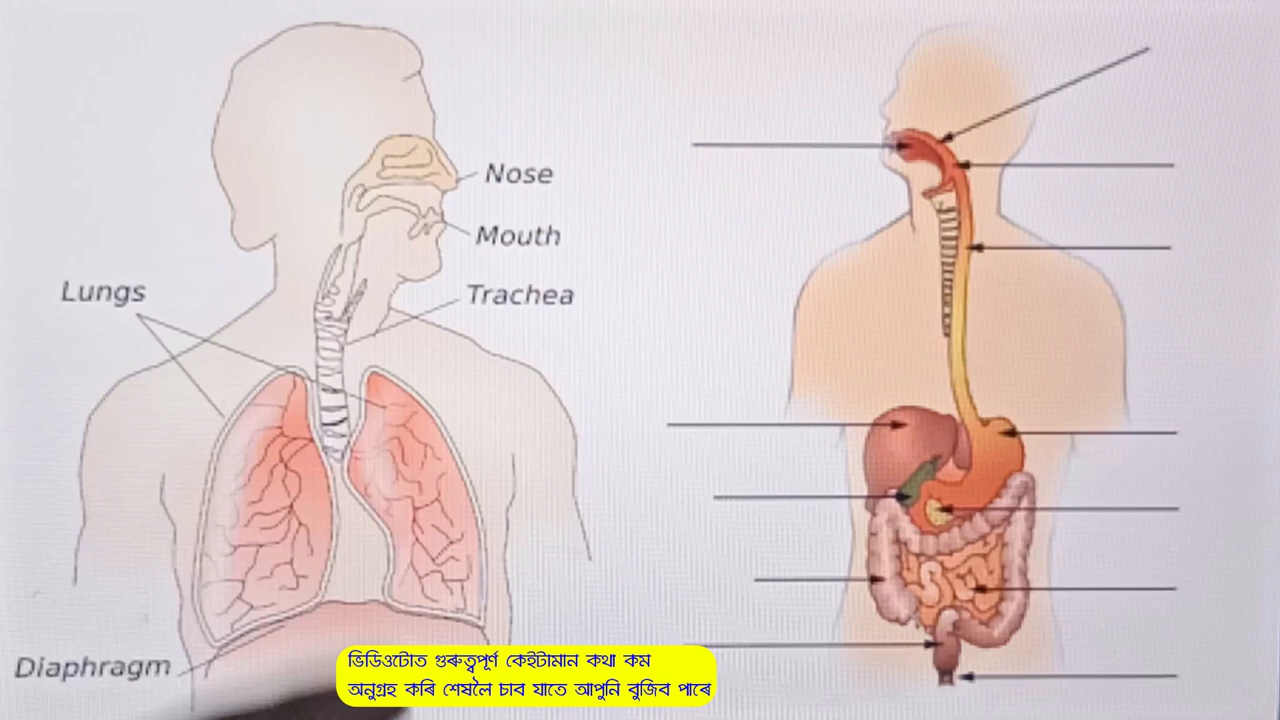 Nose
Mouth
Trachea
Lungs
Diaphragm
ভিডিওটোত গুৰুত্বপূৰ্ণ কেইটামান কথা কম
অনুগ্ৰহ কৰি শেষলৈ চাব যাতে আপুনি বুজিব পাৰে